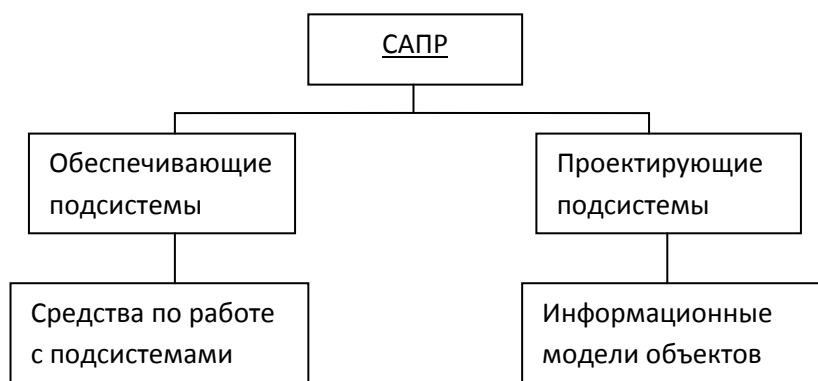 САПР
Обеспечивающие
подсистемы
Проектирующие
подсистемы
Средства по работе
с подсистемами
Информационные
модели объектов